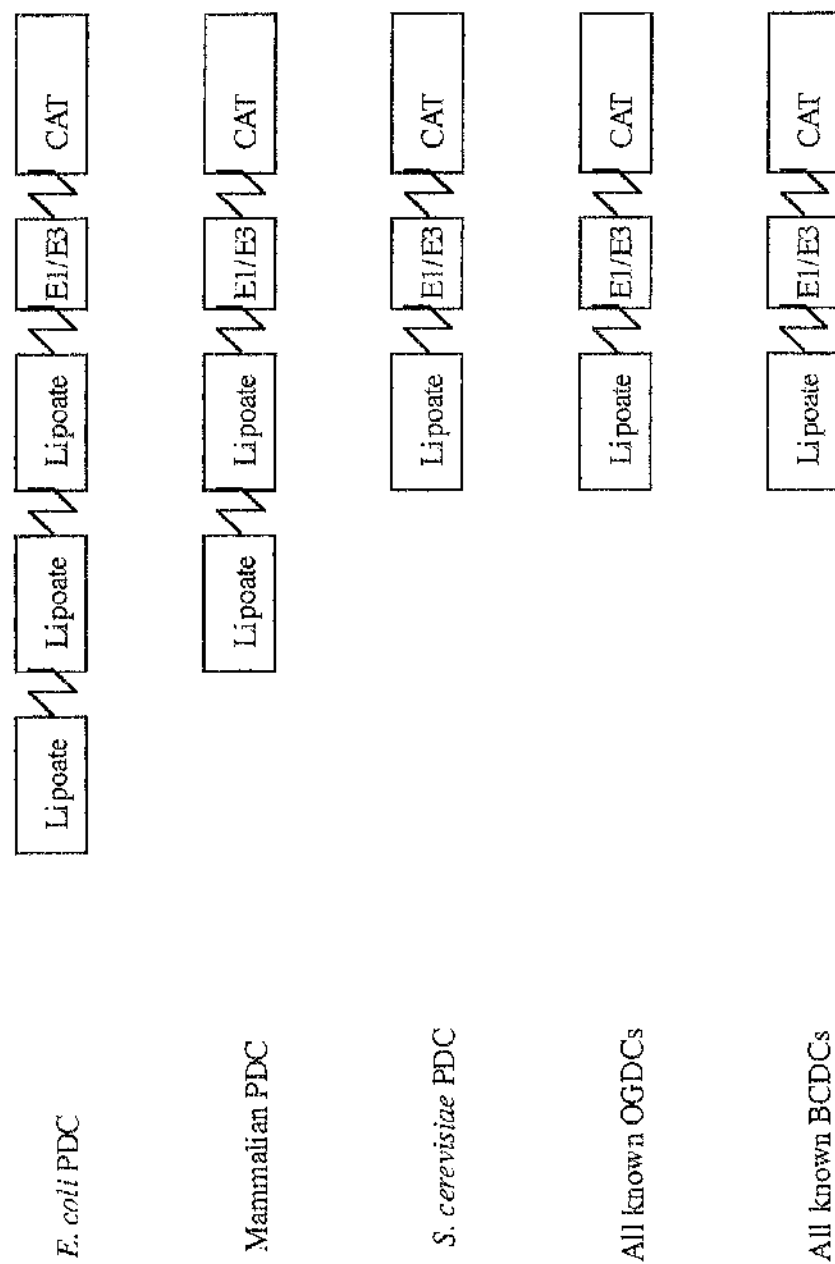 E. coli PDC Lipoate Lipoate Lipoate E1/E3 CAT
Mammalian PDC Lipoate Lipoate E1/E3 CAT
S. cerevisiae PDC Lipoate E1/E3 CAT
All known OGDCs Lipoate E1/E3 CAT
All known BCDCs Lipoate E1/E3 CAT